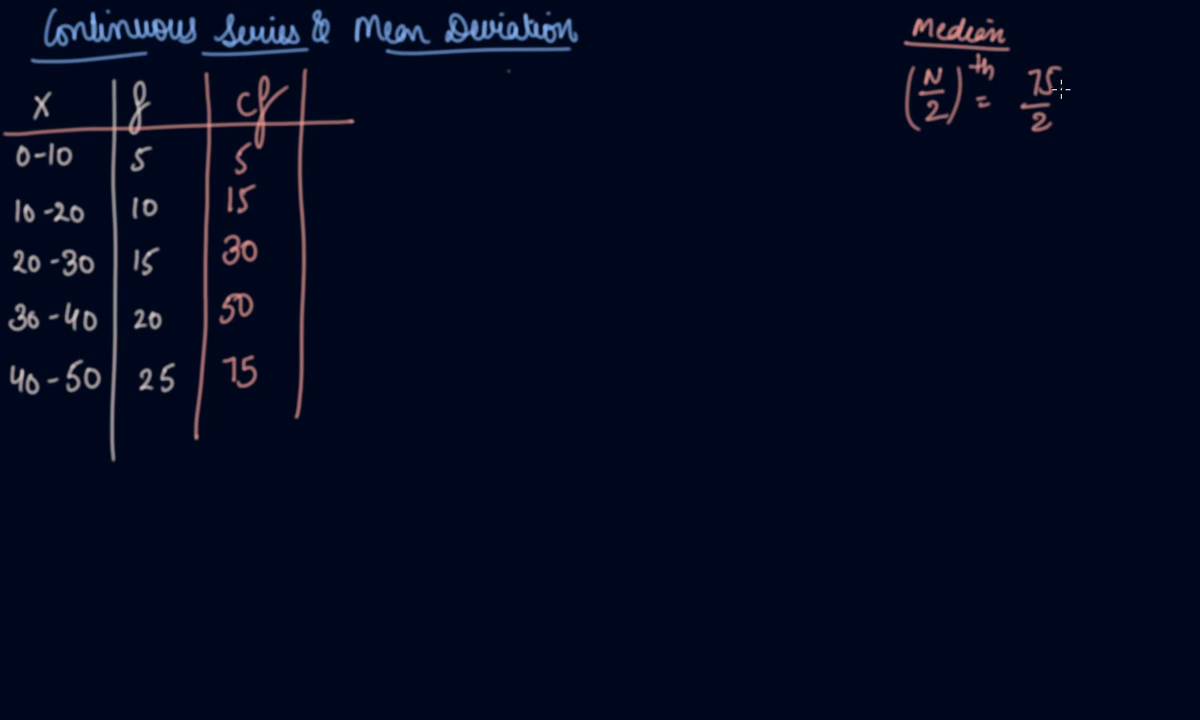 Continuous Series & Mean Deviation
X f cf
0-10 5 5
10-20 10 15
20-30 15 30
30-40 20 50
40-50 25 75
Median
(N/2)th = 75/2